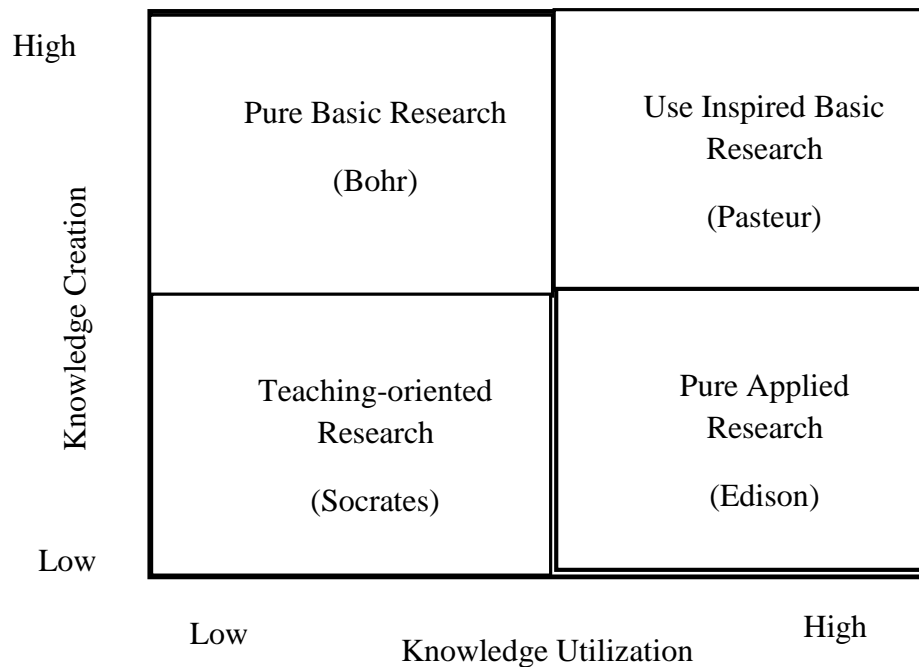 High
Pure Basic Research
(Bohr)
Use Inspired Basic
Research
(Pasteur)
Knowledge Creation
Teaching-oriented
Research
(Socrates)
Pure Applied
Research
(Edison)
Low
Low
Knowledge Utilization
High